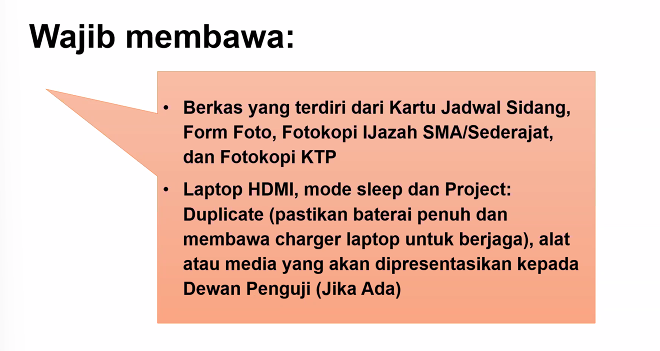 Wajib membawa:
• Berkas yang terdiri dari Kartu Jadwal Sidang,
Form Foto, Fotokopi IJazah SMA/Sederajat,
dan Fotokopi KTP
• Laptop HDMI, mode sleep dan Project:
Duplicate (pastikan baterai penuh dan
membawa charger laptop untuk berjaga), alat
atau media yang akan dipresentasikan kepada
Dewan Penguji (Jika Ada)